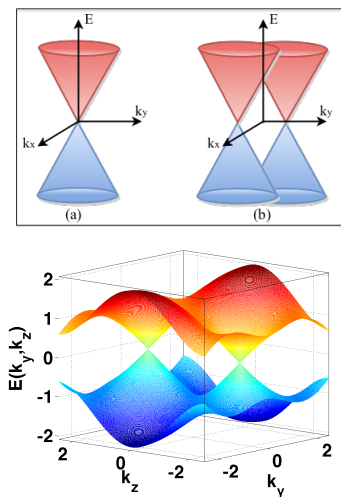 E E
k_y k_y
k_x k_x
(a) (b)
2
1
0
-1
-2
E(k_y,k_z)
2 0 -2 -2 0 2
k_z k_y